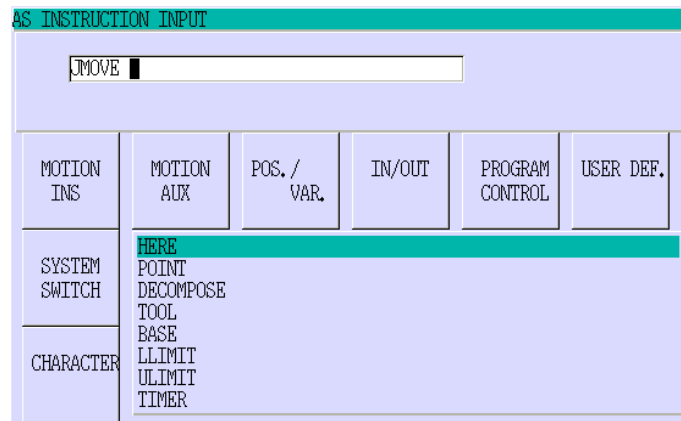 AS INSTRUCTION INPUT
JMOVE
MOTION INS
MOTION AUX
POS./ VAR.
IN/OUT
PROGRAM CONTROL
USER DEF.
SYSTEM SWITCH
CHARACTER
HERE
POINT
DECOMPOSE
TOOL
BASE
LLIMIT
ULIMIT
TIMER